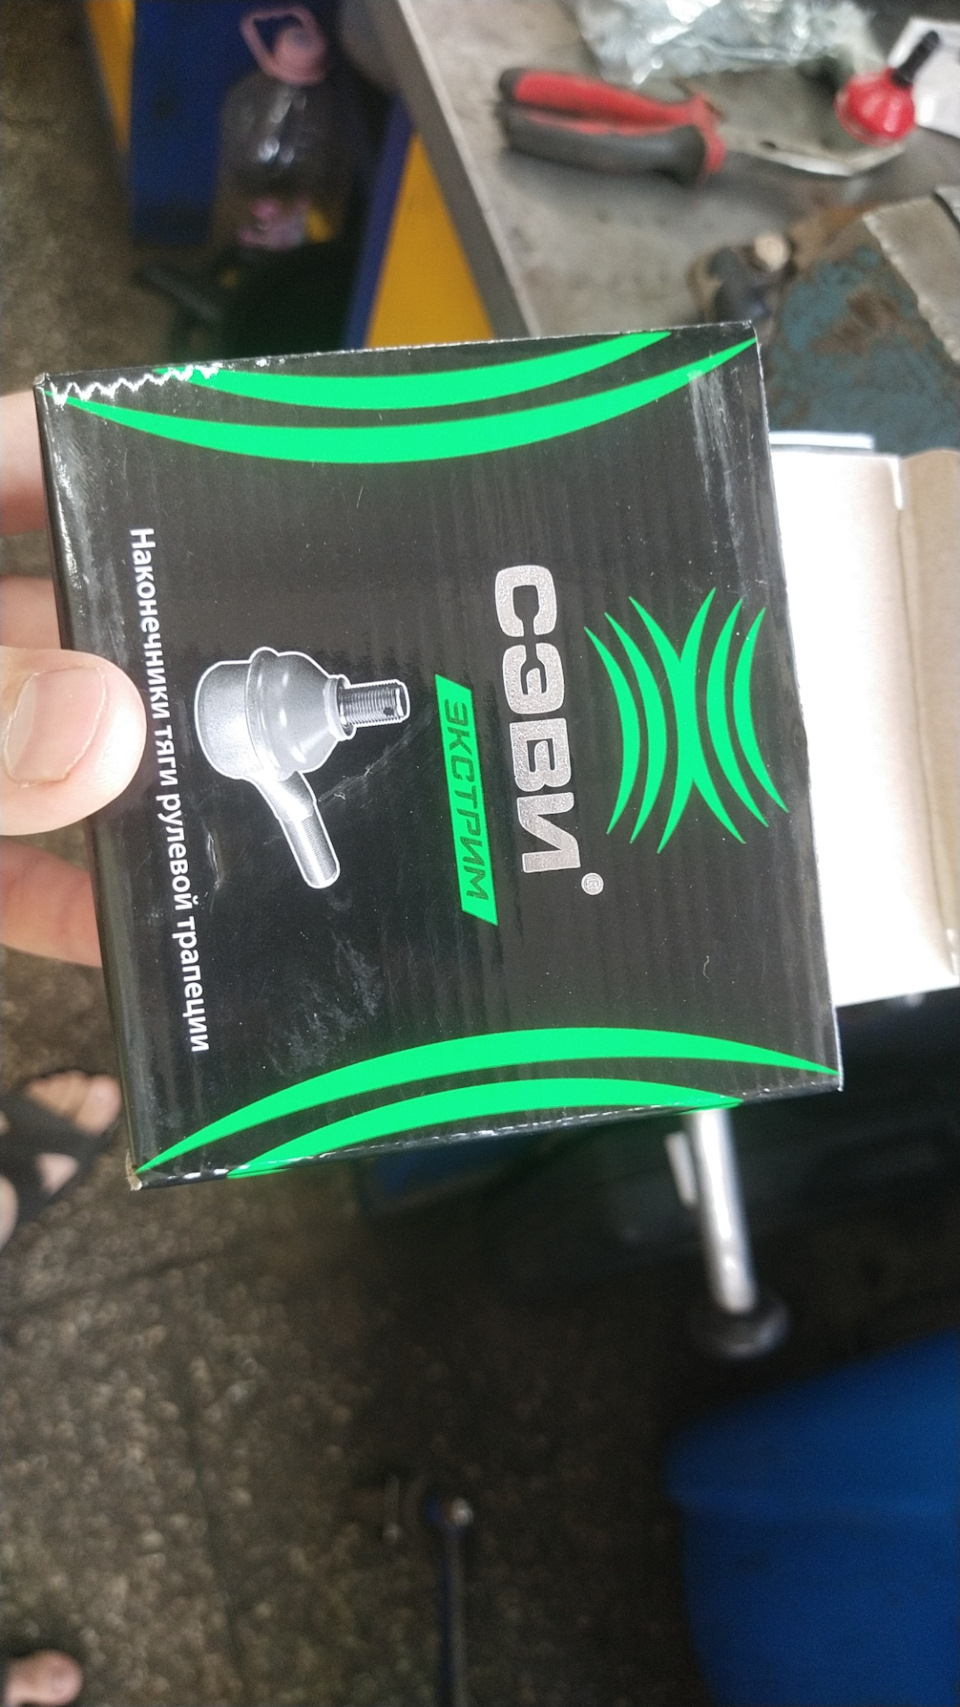 СЭВИ®
ЭКСТРИМ
Наконечники тяги рулевой трапеции